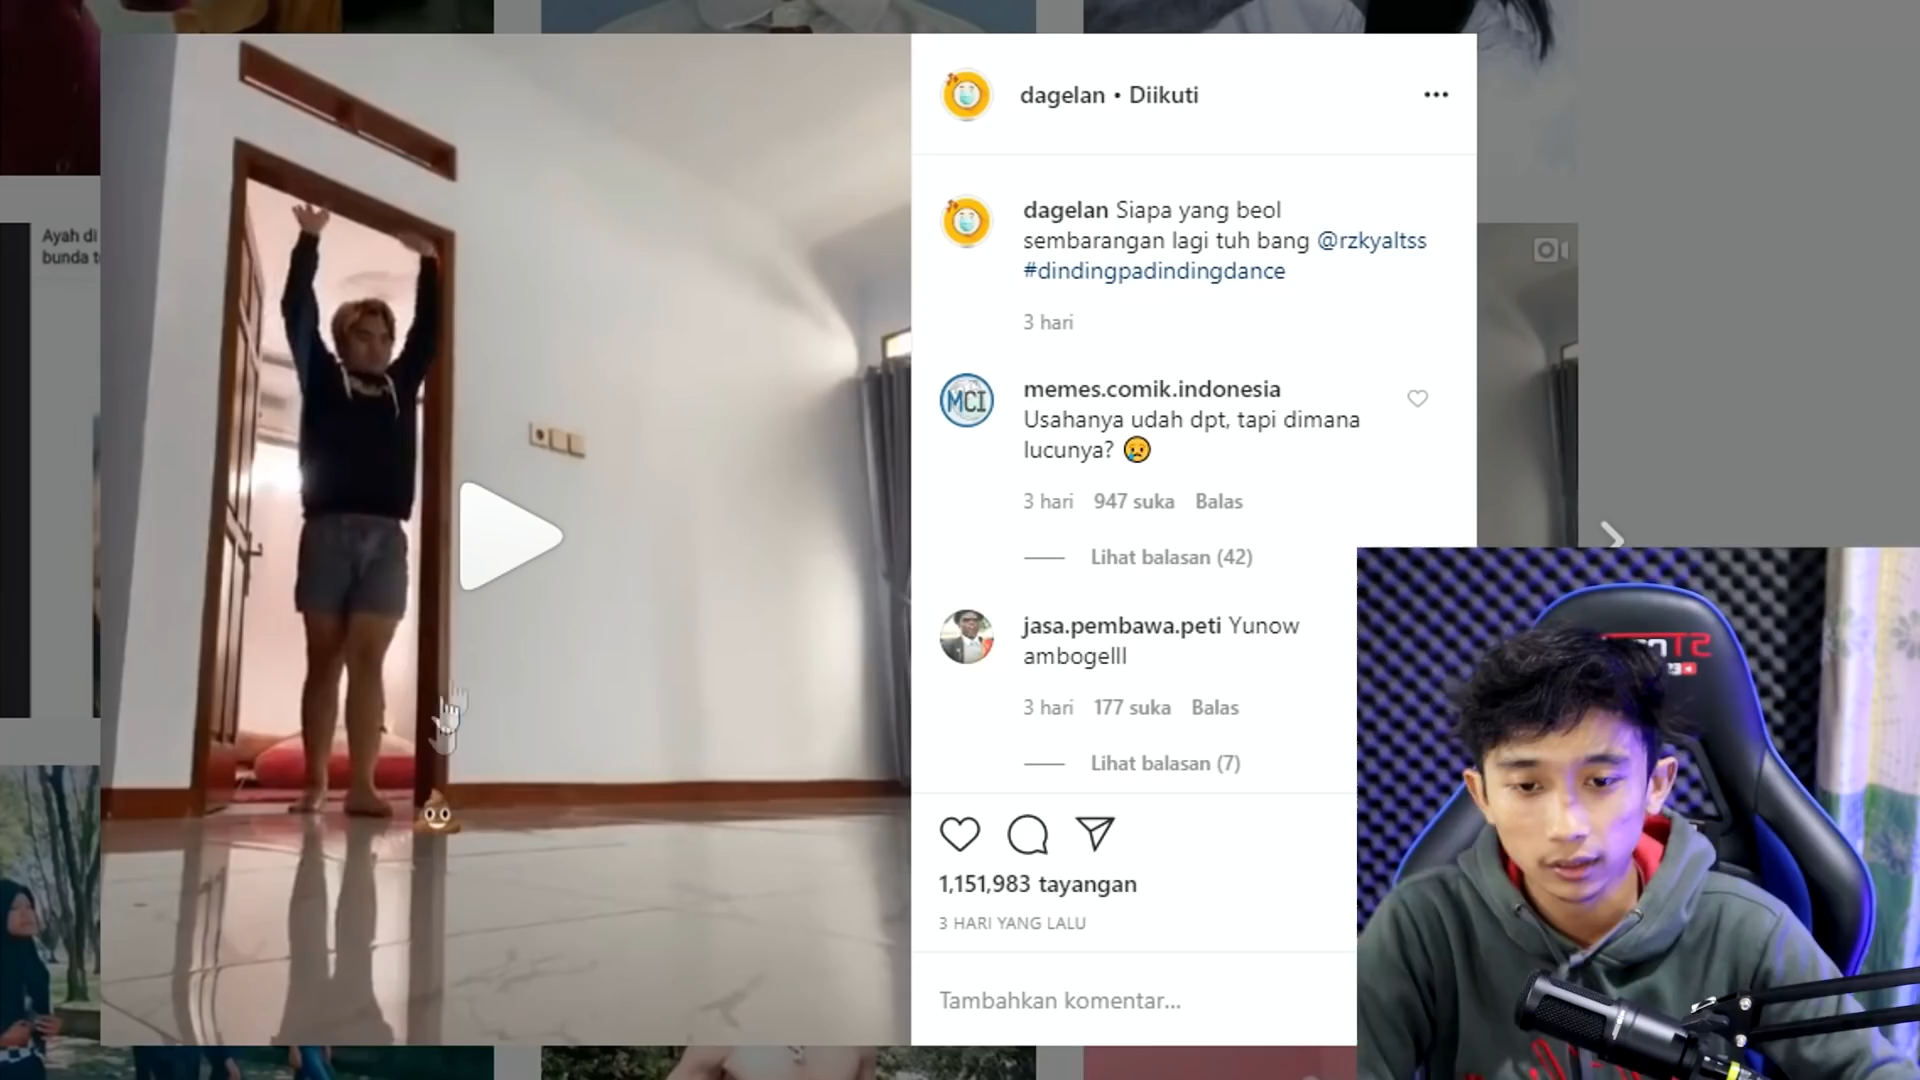 Ayah di
bunda t
dagelan • Diikuti
dagelan Siapa yang beol
sembarangan lagi tuh bang @rzkyaltss
#dindingpadindingdance
3 hari
MCI
memes.comik.indonesia
Usahanya udah dpt, tapi dimana
lucunya? 😥
3 hari 947 suka Balas
Lihat balasan (42)
jasa.pembawa.peti Yunow
ambogelll
3 hari 177 suka Balas
Lihat balasan (7)
1,151,983 tayangan
3 HARI YANG LALU
Tambahkan komentar...